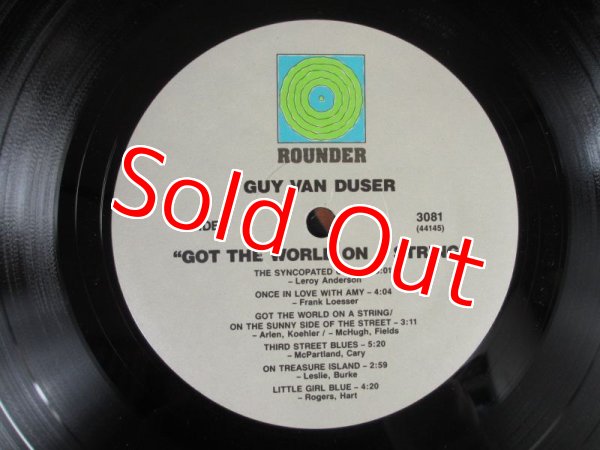 ROUNDER
GUY VAN DUSER
3081
(44145)
"GOT THE WORLD ON
Sold Out
THE SYNCOPATED
– Leroy Anderson
ONCE IN LOVE WITH AMY – 4:04
– Frank Loesser
GOT THE WORLD ON A STRING/
ON THE SUNNY SIDE OF THE STREET – 3:11
– Arlen, Koehler / – McHugh, Fields
THIRD STREET BLUES – 5:20
– McPartland, Cary
ON TREASURE ISLAND – 2:59
– Leslie, Burke
LITTLE GIRL BLUE – 4:20
– Rogers, Hart